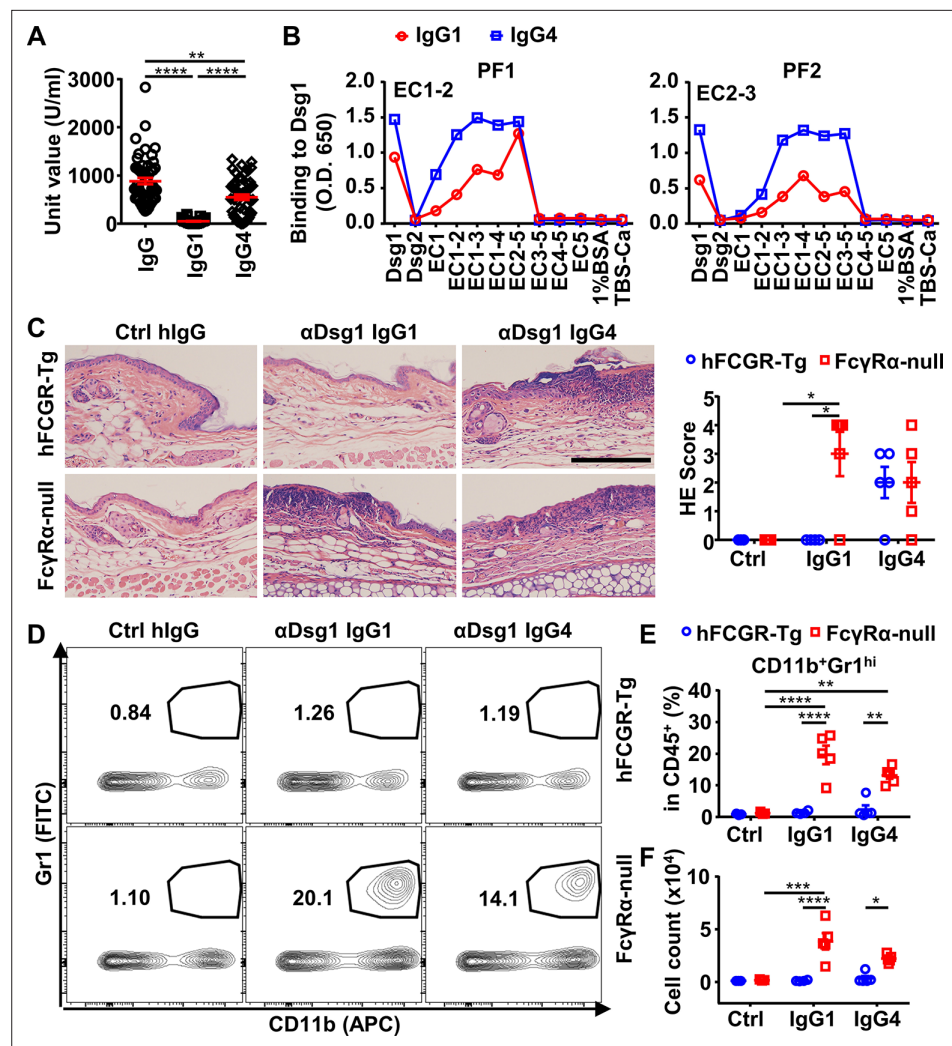 A
Unit value (U/ml)
3000
2000
1000
0
**
**** ****
IgG
IgG1
IgG4
B
IgG1 IgG4
PF1
EC1-2
Binding to Dsg1
(O.D. 650)
2.0
1.5
1.0
0.5
0.0
Dsg1
Dsg2
EC1
EC1-2
EC1-3
EC1-4
EC2-5
EC3-5
EC4-5
EC5
1%BSA
TBS-Ca
PF2
EC2-3
2.0
1.5
1.0
0.5
0.0
Dsg1
Dsg2
EC1
EC1-2
EC1-3
EC1-4
EC2-5
EC3-5
EC4-5
EC5
1%BSA
TBS-Ca
C
Ctrl hIgG αDsg1 IgG1 αDsg1 IgG4
hFCGR-Tg
FcγRα-null
hFCGR-Tg FcγRα-null
HE Score
5
4
3
2
1
0
*
*
Ctrl IgG1 IgG4
D
Ctrl hIgG αDsg1 IgG1 αDsg1 IgG4
0.84 1.26 1.19
hFCGR-Tg
1.10 20.1 14.1
FcγRα-null
Gr1 (FITC)
CD11b (APC)
E
hFCGR-Tg FcγRα-null
CD11b⁺Gr1ʰⁱ
in CD45⁺ (%)
40
30
20
10
0
**
****
**** **
Ctrl IgG1 IgG4
F
Cell count (x10⁴)
10
5
0
***
**** *
Ctrl IgG1 IgG4